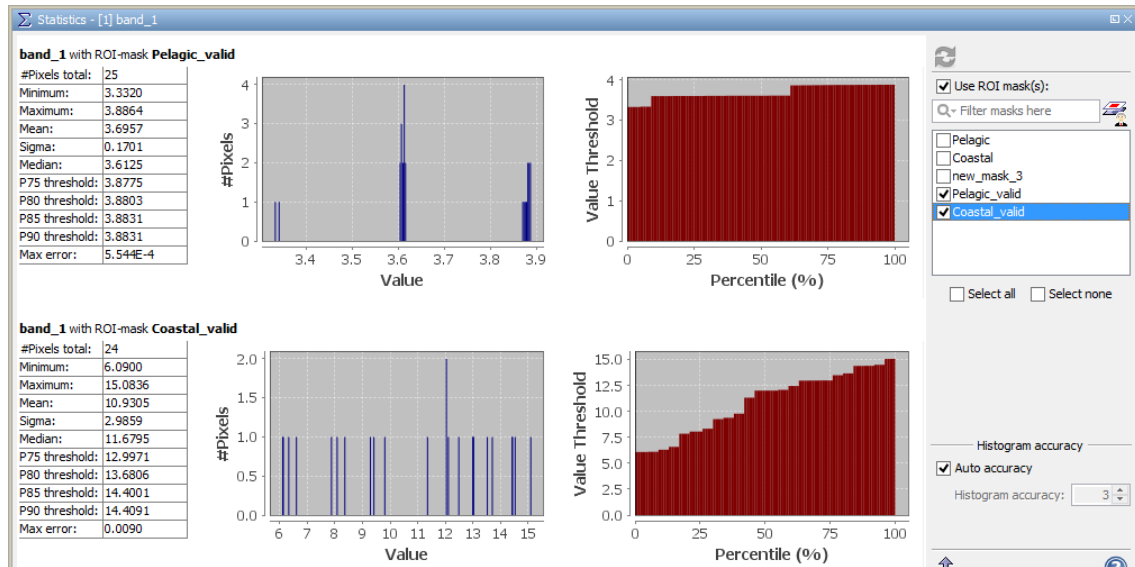 Statistics - [1] band_1
band_1 with ROI-mask Pelagic_valid
#Pixels total: 25
Minimum: 3.3320
Maximum: 3.8864
Mean: 3.6957
Sigma: 0.1701
Median: 3.6125
P75 threshold: 3.8775
P80 threshold: 3.8803
P85 threshold: 3.8831
P90 threshold: 3.8831
Max error: 5.544E-4
#Pixels
4
3
2
1
0
3.4 3.5 3.6 3.7 3.8 3.9
Value
Value Threshold
4
3
2
1
0
0 25 50 75 100
Percentile (%)
band_1 with ROI-mask Coastal_valid
#Pixels total: 24
Minimum: 6.0900
Maximum: 15.0836
Mean: 10.9305
Sigma: 2.9859
Median: 11.6795
P75 threshold: 12.9971
P80 threshold: 13.6806
P85 threshold: 14.4001
P90 threshold: 14.4091
Max error: 0.0090
#Pixels
2.0
1.5
1.0
0.5
0.0
6 7 8 9 10 11 12 13 14 15
Value
Value Threshold
15.0
12.5
10.0
7.5
5.0
2.5
0.0
0 25 50 75 100
Percentile (%)
Use ROI mask(s):
Filter masks here
Pelagic
Coastal
new_mask_3
Pelagic_valid
Coastal_valid
Select all Select none
Histogram accuracy
Auto accuracy
Histogram accuracy: 3